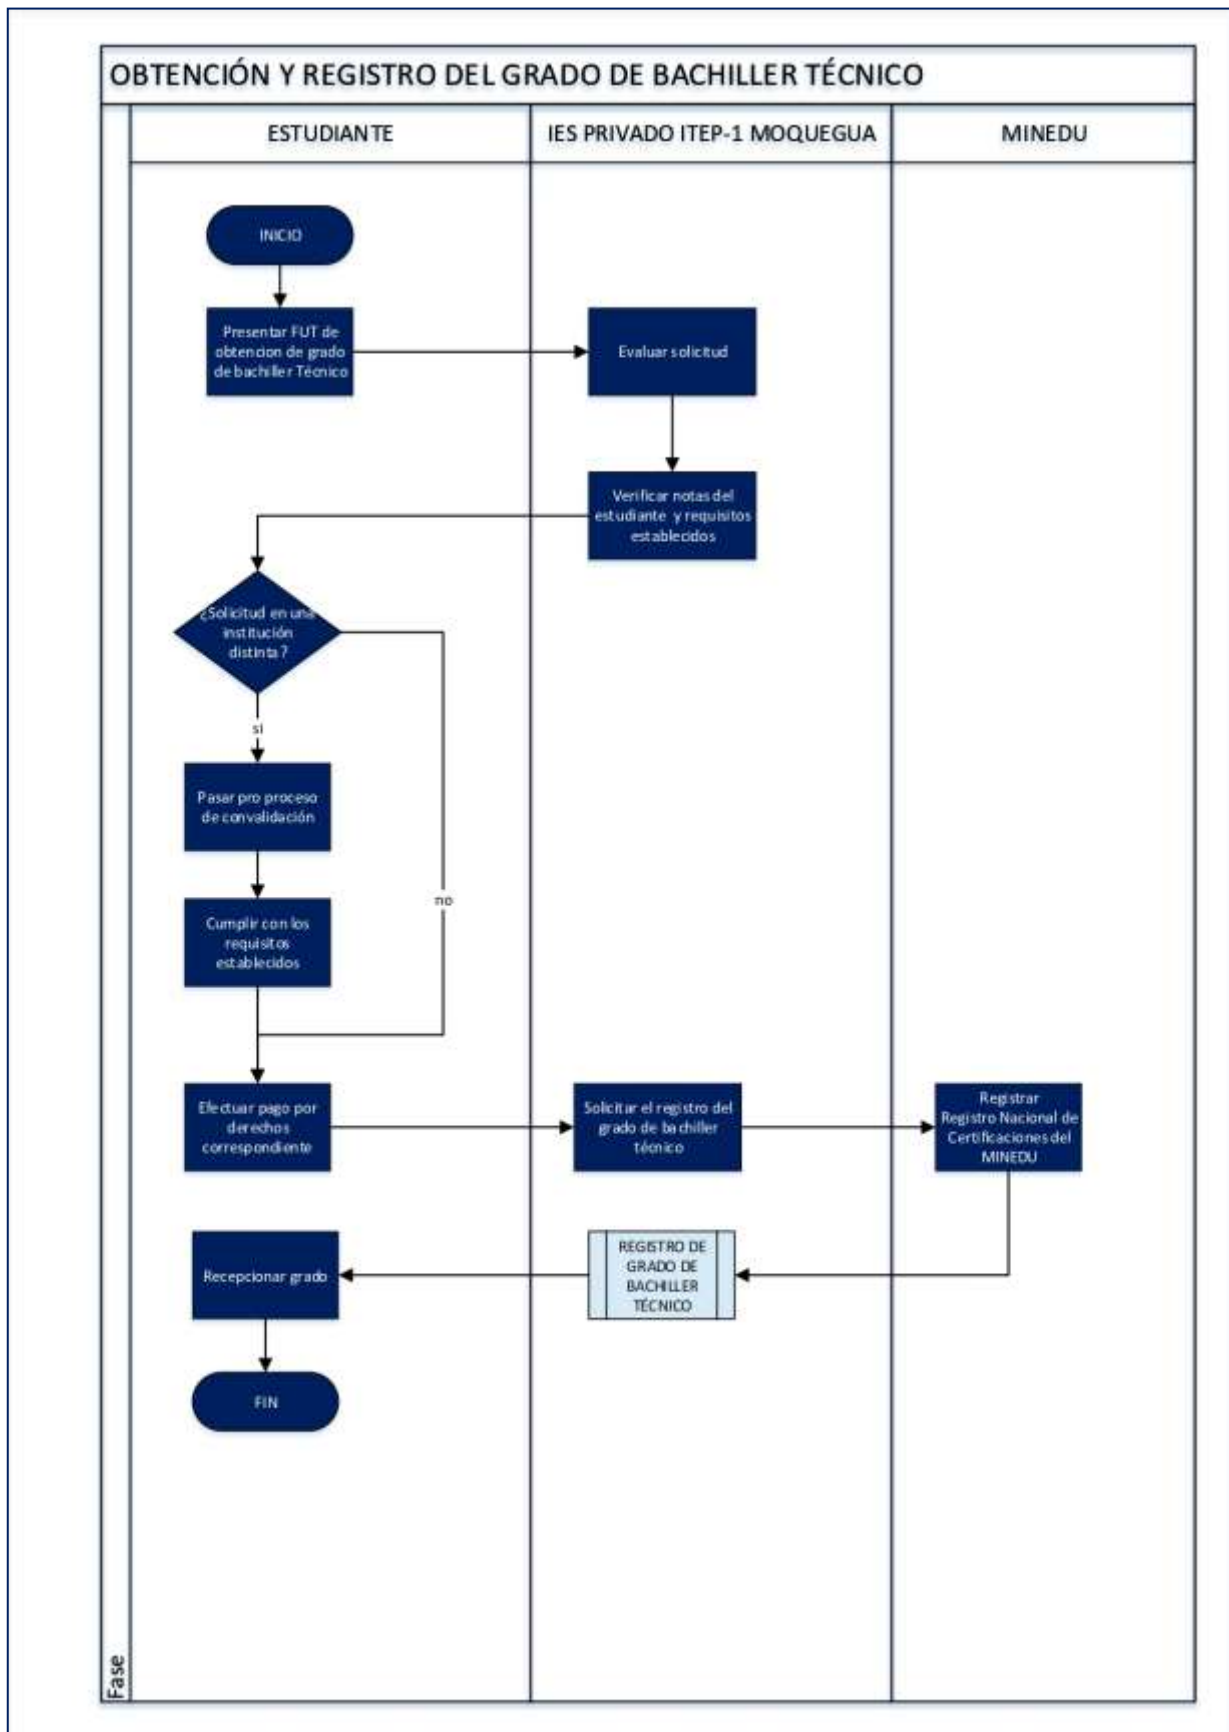 OBTENCIÓN Y REGISTRO DEL GRADO DE BACHILLER TÉCNICO
ESTUDIANTE
IES PRIVADO ITEP-1 MOQUEGUA
MINEDU
INICIO
Presentar FUT de
obtencion de grado
de bachiller Técnico
Evaluar solicitud
Verificar notas del
estudiante y requisitos
establecidos
¿Solicitud en una
institución
distinta?
si
Pasar pro proceso
de convalidación
no
Cumplir con los
requisitos
establecidos
Efectuar pago por
derechos
correspondiente
Solicitar el registro del
grado de bachiller
técnico
Registrar
Registro Nacional de
Certificaciones del
MINEDU
REGISTRO DE
GRADO DE
BACHILLER
TÉCNICO
Recepcionar grado
FIN
Fase